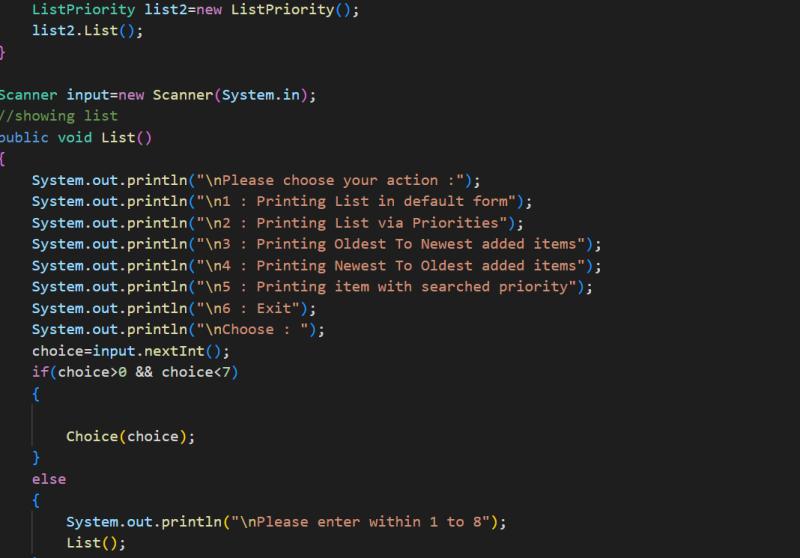 ListPriority list2=new ListPriority();
list2.List();
}
Scanner input=new Scanner(System.in);
//showing list
public void List()
{
System.out.println("\nPlease choose your action :");
System.out.println("\n1 : Printing List in default form");
System.out.println("\n2 : Printing List via Priorities");
System.out.println("\n3 : Printing Oldest To Newest added items");
System.out.println("\n4 : Printing Newest To Oldest added items");
System.out.println("\n5 : Printing item with searched priority");
System.out.println("\n6 : Exit");
System.out.println("\nChoose : ");
choice=input.nextInt();
if(choice>0 && choice<7)
{
Choice(choice);
}
else
{
System.out.println("\nPlease enter within 1 to 8");
List();